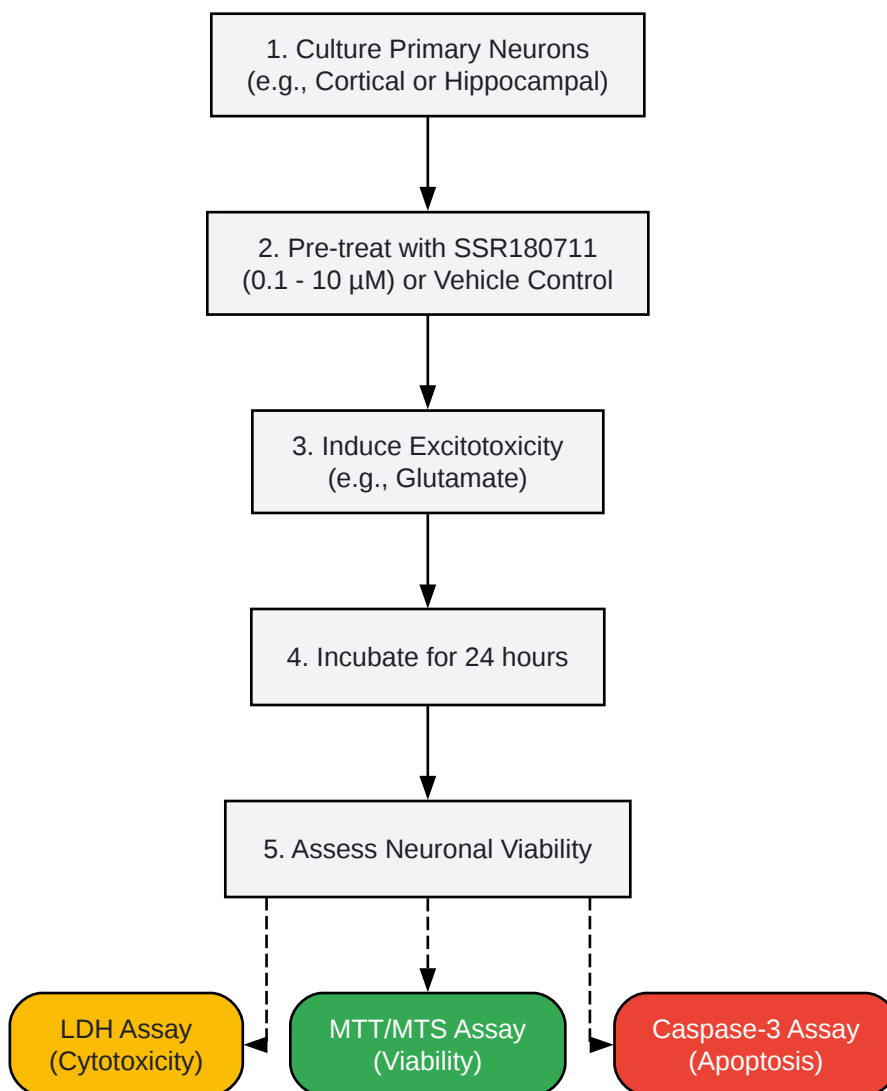 1. Culture Primary Neurons
(e.g., Cortical or Hippocampal)
2. Pre-treat with SSR180711
(0.1 - 10 µM) or Vehicle Control
3. Induce Excitotoxicity
(e.g., Glutamate)
4. Incubate for 24 hours
5. Assess Neuronal Viability
LDH Assay
(Cytotoxicity)
MTT/MTS Assay
(Viability)
Caspase-3 Assay
(Apoptosis)